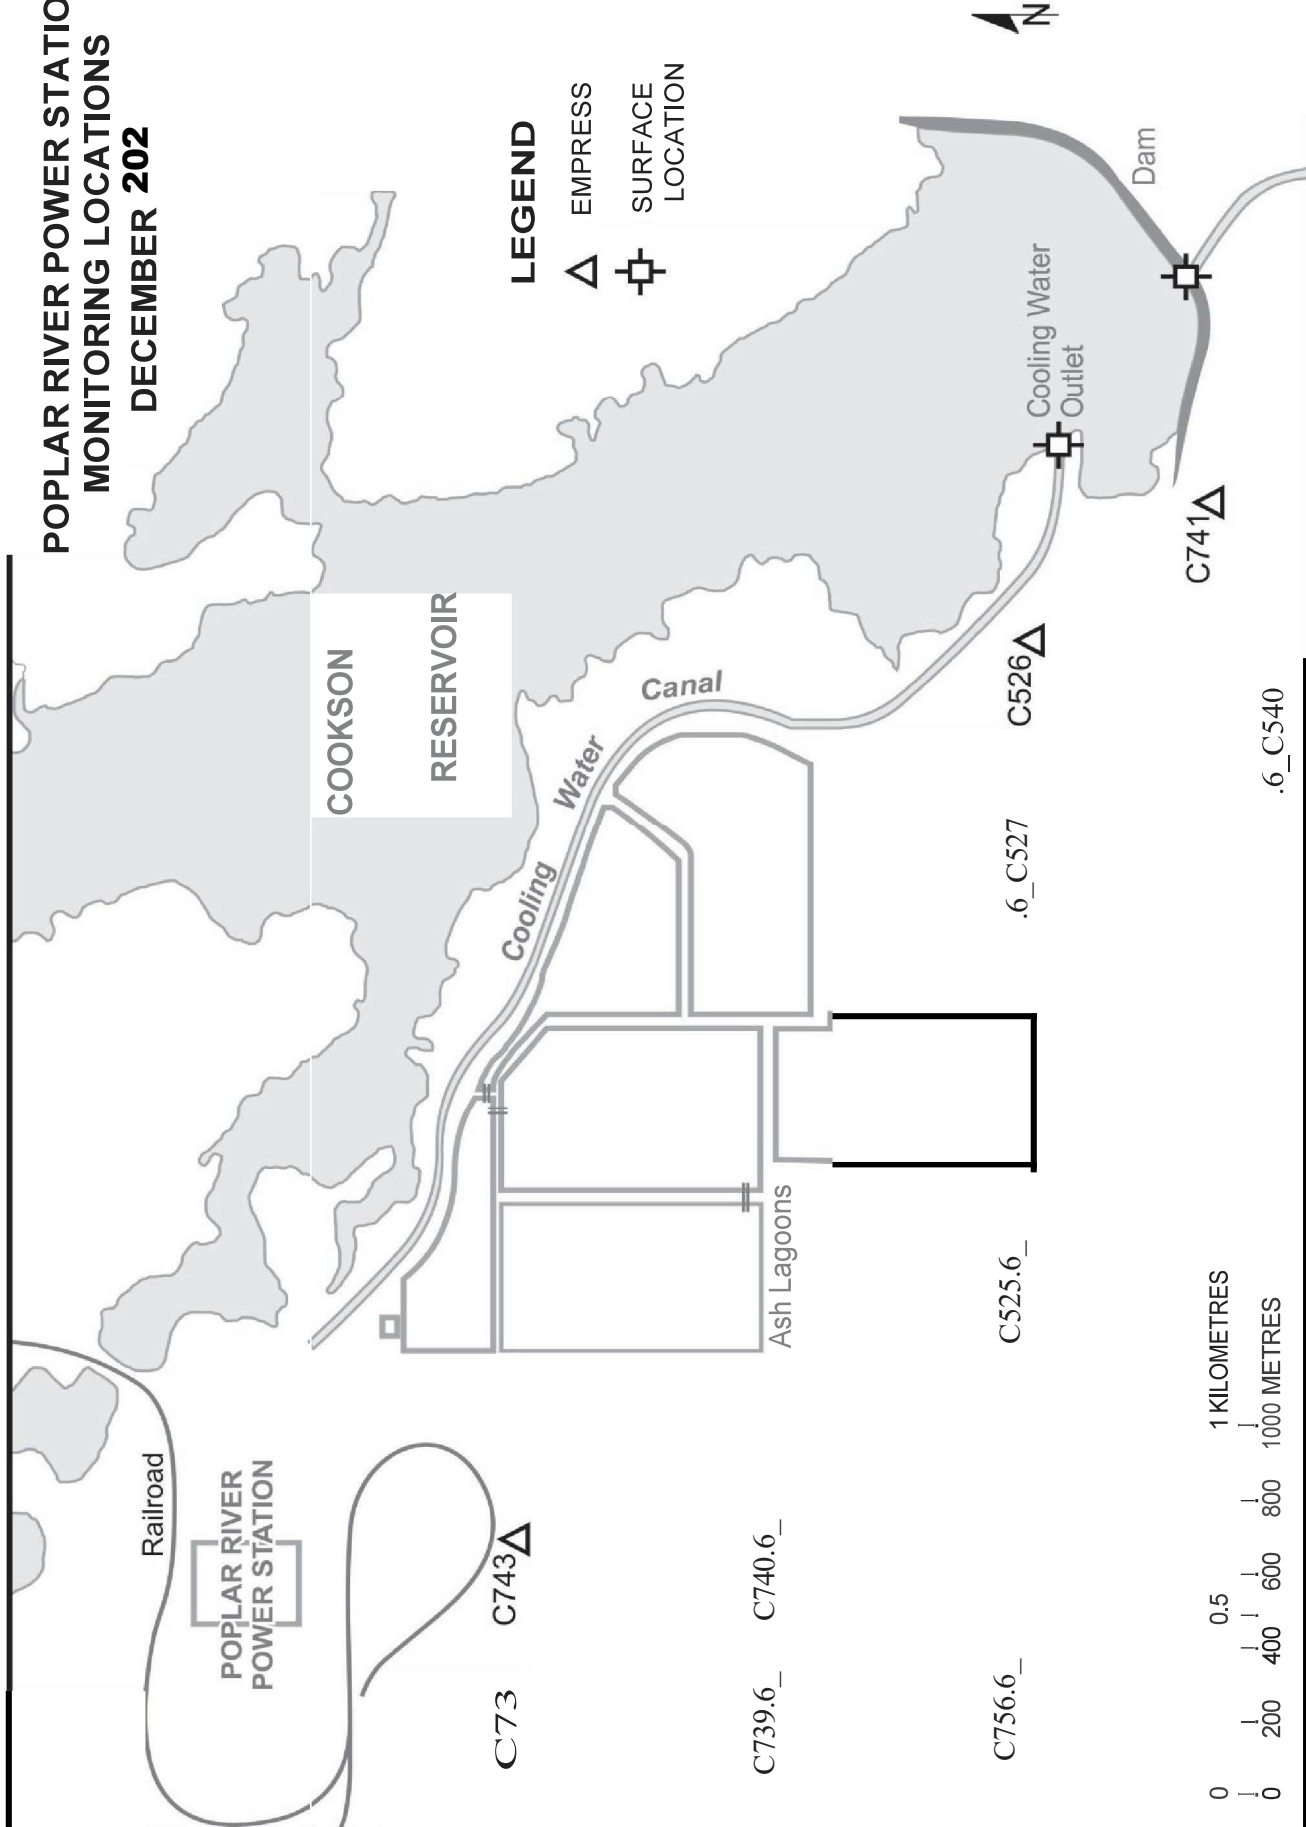 POPLAR RIVER POWER STATIO
MONITORING LOCATIONS
DECEMBER 202
LEGEND
EMPRESS
SURFACE
LOCATION
N
Railroad
POPLAR RIVER
POWER STATION
COOKSON
RESERVOIR
Cooling Water Canal
Cooling Water
Outlet
Dam
Ash Lagoons
C743
C73
C740.6_
C739.6_
C756.6_
C525.6_
.6_C527
C526
C741
.6_C540
0 0.5 1 KILOMETRES
0 200 400 600 800 1000 METRES